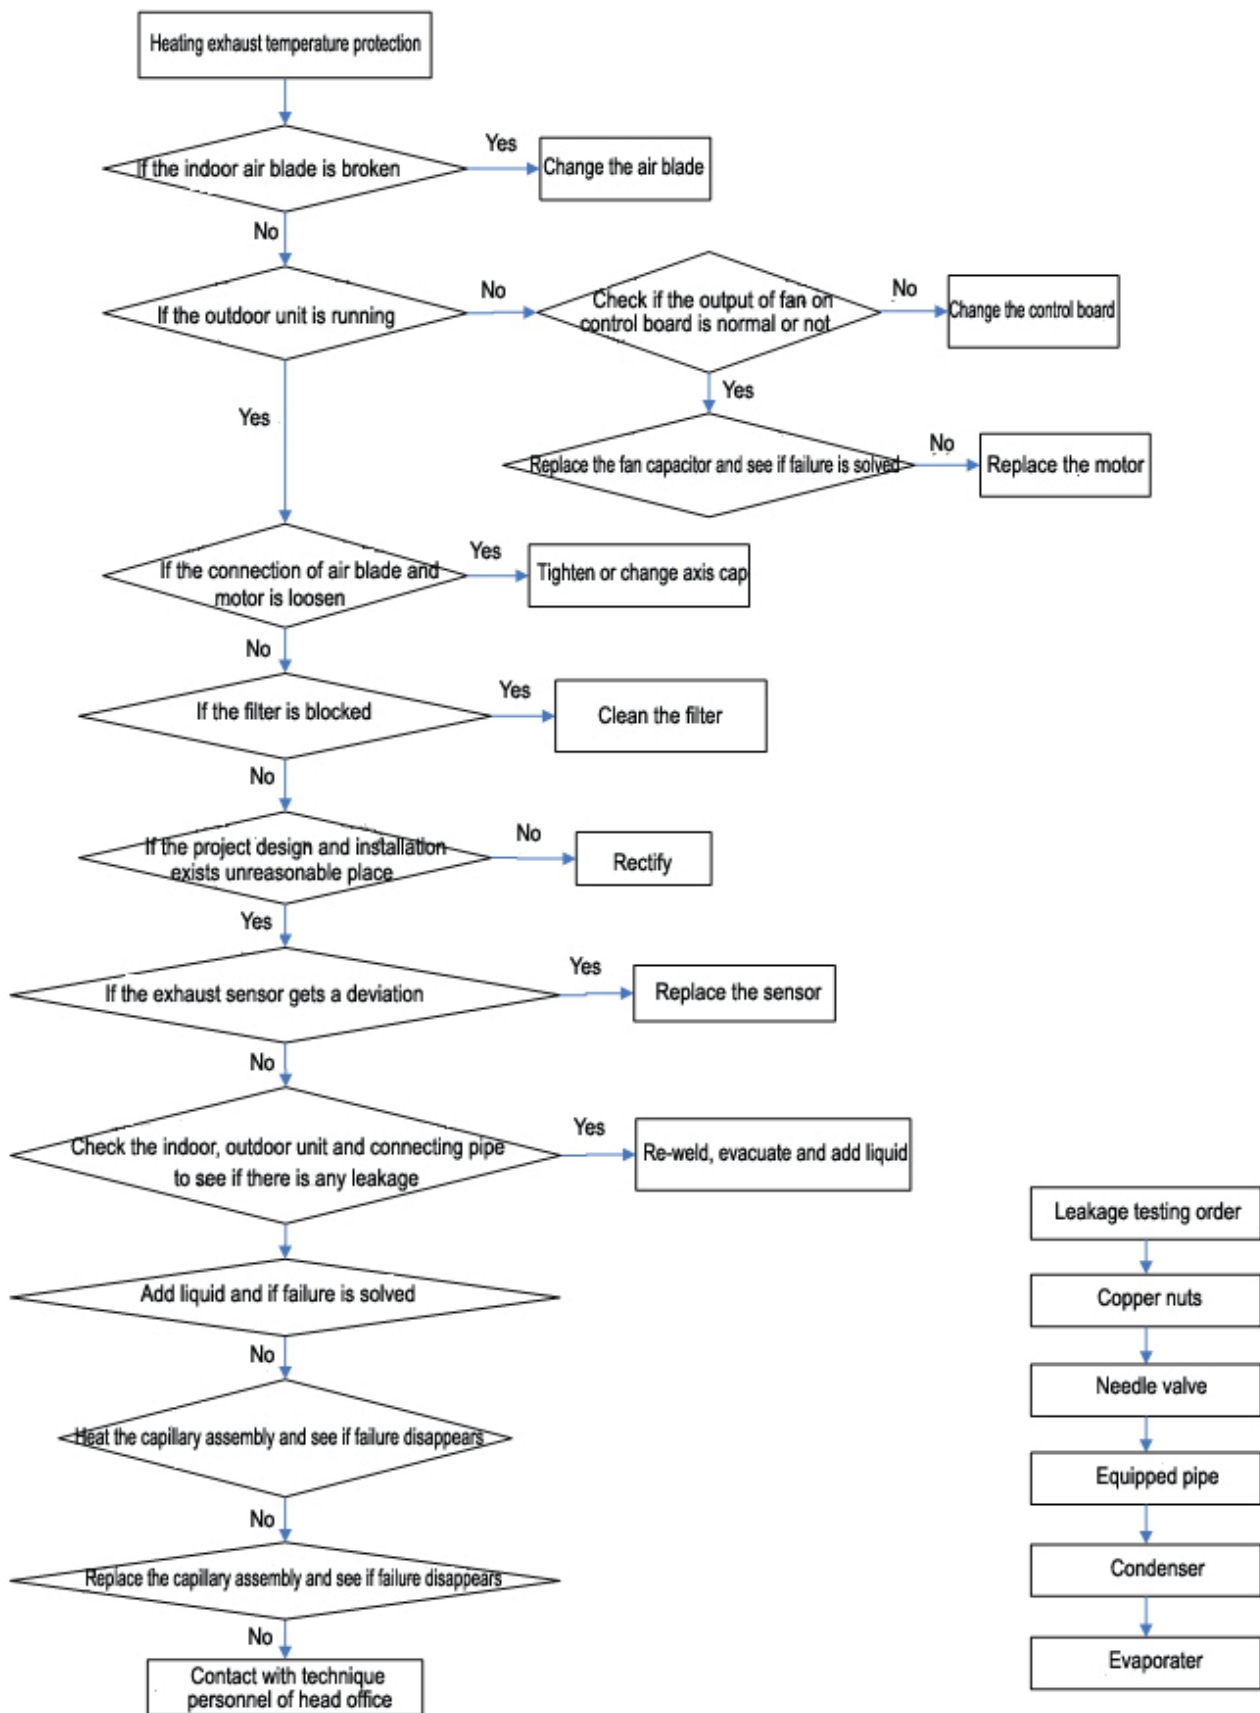 Heating exhaust temperature protection
If the indoor air blade is broken
Yes
Change the air blade
No
If the outdoor unit is running
No
Check if the output of fan on
control board is normal or not
No
Change the control board
Yes
Yes
Replace the fan capacitor and see if failure is solved
No
Replace the motor
If the connection of air blade and
motor is loosen
Yes
Tighten or change axis cap
No
If the filter is blocked
Yes
Clean the filter
No
If the project design and installation
exists unreasonable place
No
Rectify
Yes
If the exhaust sensor gets a deviation
Yes
Replace the sensor
No
Check the indoor, outdoor unit and connecting pipe
to see if there is any leakage
Yes
Re-weld, evacuate and add liquid
Add liquid and if failure is solved
No
Heat the capillary assembly and see if failure disappears
No
Replace the capillary assembly and see if failure disappears
No
Contact with technique
personnel of head office
Leakage testing order
Copper nuts
Needle valve
Equipped pipe
Condenser
Evaporater